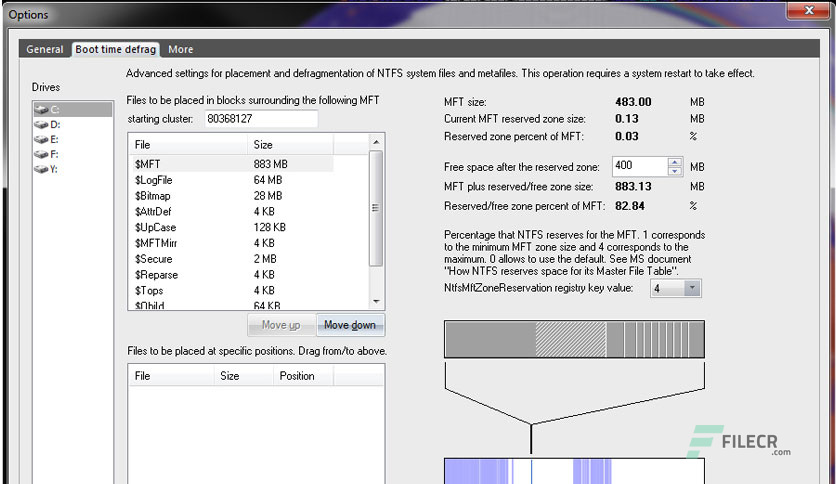 Options
General Boot time defrag More
Advanced settings for placement and defragmentation of NTFS system files and metafiles. This operation requires a system restart to take effect.
Drives
C:
D:
E:
F:
Y:
Files to be placed in blocks surrounding the following MFT
starting cluster: 80368127
File Size
$MFT 883 MB
$LogFile 64 MB
$Bitmap 28 MB
$AttrDef 4 KB
$UpCase 128 KB
$MFTMirr 4 KB
$Secure 2 MB
$Reparse 4 KB
$Tops 4 KB
$ObjId 64 KB
Move up Move down
Files to be placed at specific positions. Drag from/to above.
File Size Position
MFT size: 483.00 MB
Current MFT reserved zone size: 0.13 MB
Reserved zone percent of MFT: 0.03 %
Free space after the reserved zone: 400 MB
MFT plus reserved/free zone size: 883.13 MB
Reserved/free zone percent of MFT: 82.84 %
Percentage that NTFS reserves for the MFT. 1 corresponds
to the minimum MFT zone size and 4 corresponds to the
maximum. 0 allows to use the default. See MS document
"How NTFS reserves space for its Master File Table".
NtfsMftZoneReservation registry key value: 4
FILECR
.com